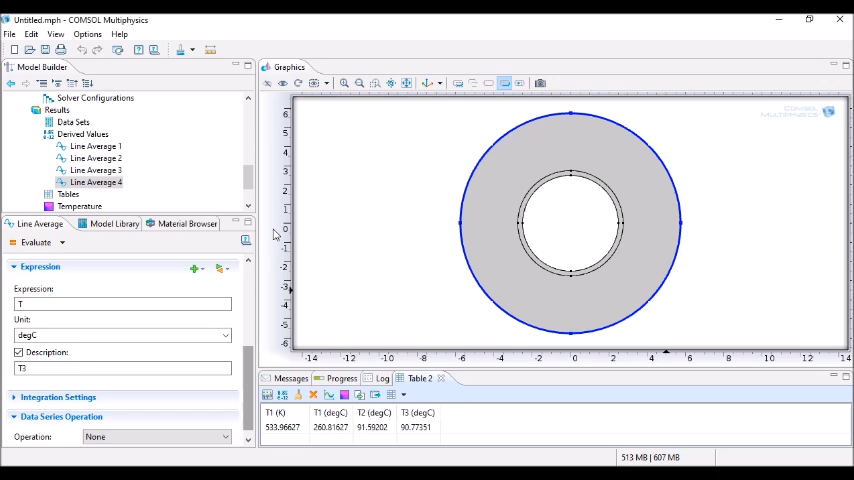 Untitled.mph - COMSOL Multiphysics
File Edit View Options Help
Model Builder
Solver Configurations
Results
Data Sets
Derived Values
Line Average 1
Line Average 2
Line Average 3
Line Average 4
Tables
Temperature
Line Average Model Library Material Browser
Evaluate
Expression
Expression:
T
Unit:
degC
Description:
T3
Integration Settings
Data Series Operation
Operation: None
Graphics
COMSOL
MULTIPHYSICS
6
5
4
3
2
1
0
-1
-2
-3
-4
-5
-6
-14 -12 -10 -8 -6 -4 -2 0 2 4 6 8 10 12 14
Messages Progress Log Table 2
T1 (K) T1 (degC) T2 (degC) T3 (degC)
533.96627 260.81627 91.59202 90.77351
513 MB | 607 MB